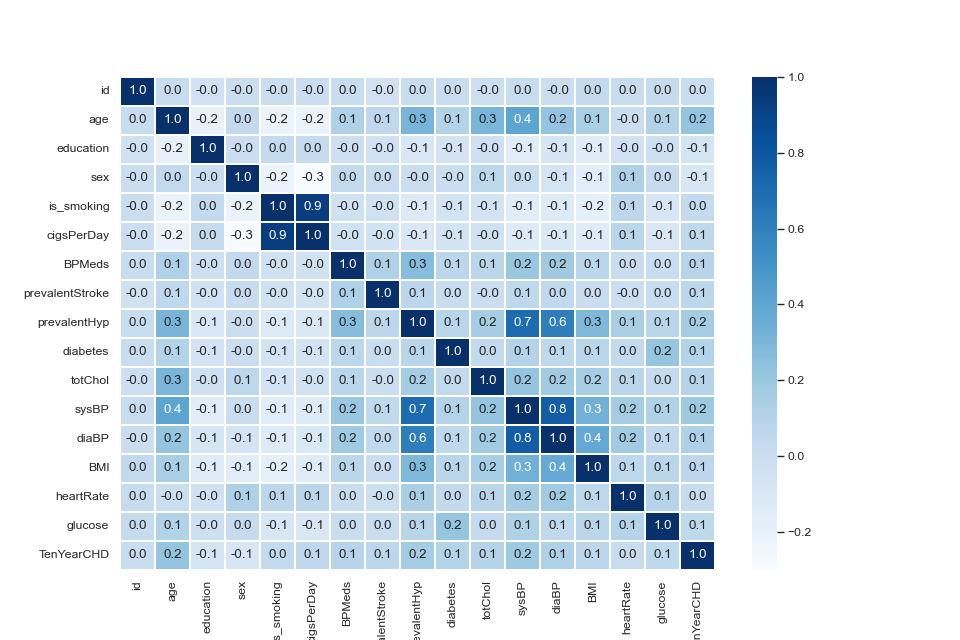 id 1.0 0.0 -0.0 -0.0 -0.0 -0.0 0.0 -0.0 0.0 0.0 -0.0 0.0 -0.0 0.0 0.0 0.0 0.0
age 0.0 1.0 -0.2 0.0 -0.2 -0.2 0.1 0.1 0.3 0.1 0.3 0.4 0.2 0.1 -0.0 0.1 0.2
education -0.0 -0.2 1.0 -0.0 0.0 0.0 -0.0 -0.0 -0.1 -0.1 -0.0 -0.1 -0.1 -0.1 -0.0 -0.0 -0.1
sex -0.0 0.0 -0.0 1.0 -0.2 -0.3 0.0 0.0 -0.0 -0.0 0.1 0.0 -0.1 -0.1 0.1 0.0 -0.1
is_smoking -0.0 -0.2 0.0 -0.2 1.0 0.9 -0.0 -0.0 -0.1 -0.1 -0.1 -0.1 -0.1 -0.2 0.1 -0.1 0.0
cigsPerDay -0.0 -0.2 0.0 -0.3 0.9 1.0 -0.0 -0.0 -0.1 -0.1 -0.0 -0.1 -0.1 -0.1 0.1 -0.1 0.1
BPMeds 0.0 0.1 -0.0 0.0 -0.0 -0.0 1.0 0.1 0.3 0.1 0.1 0.2 0.2 0.1 0.0 0.0 0.1
prevalentStroke -0.0 0.1 -0.0 0.0 -0.0 -0.0 0.1 1.0 0.1 0.0 -0.0 0.1 0.0 0.0 -0.0 0.0 0.1
prevalentHyp 0.0 0.3 -0.1 -0.0 -0.1 -0.1 0.3 0.1 1.0 0.1 0.2 0.7 0.6 0.3 0.1 0.1 0.2
diabetes 0.0 0.1 -0.1 -0.0 -0.1 -0.1 0.1 0.0 0.1 1.0 0.0 0.1 0.1 0.1 0.0 0.2 0.1
totChol -0.0 0.3 -0.0 0.1 -0.1 -0.0 0.1 -0.0 0.2 0.0 1.0 0.2 0.2 0.2 0.1 0.0 0.1
sysBP 0.0 0.4 -0.1 0.0 -0.1 -0.1 0.2 0.1 0.7 0.1 0.2 1.0 0.8 0.3 0.2 0.1 0.2
diaBP -0.0 0.2 -0.1 -0.1 -0.1 -0.1 0.2 0.0 0.6 0.1 0.2 0.8 1.0 0.4 0.2 0.1 0.1
BMI 0.0 0.1 -0.1 -0.1 -0.2 -0.1 0.1 0.0 0.3 0.1 0.2 0.3 0.4 1.0 0.1 0.1 0.1
heartRate 0.0 -0.0 -0.0 0.1 0.1 0.1 0.0 -0.0 0.1 0.0 0.1 0.2 0.2 0.1 1.0 0.1 0.0
glucose 0.0 0.1 -0.0 0.0 -0.1 -0.1 0.0 0.0 0.1 0.2 0.0 0.1 0.1 0.1 0.1 1.0 0.1
TenYearCHD 0.0 0.2 -0.1 -0.1 0.0 0.1 0.1 0.1 0.2 0.1 0.1 0.2 0.1 0.1 0.0 0.1 1.0
id
age
education
sex
s_smoking
cigsPerDay
BPMeds
alentStroke
evalentHyp
diabetes
totChol
sysBP
diaBP
BMI
heartRate
glucose
nYearCHD
1.0
0.8
0.6
0.4
0.2
0.0
−0.2